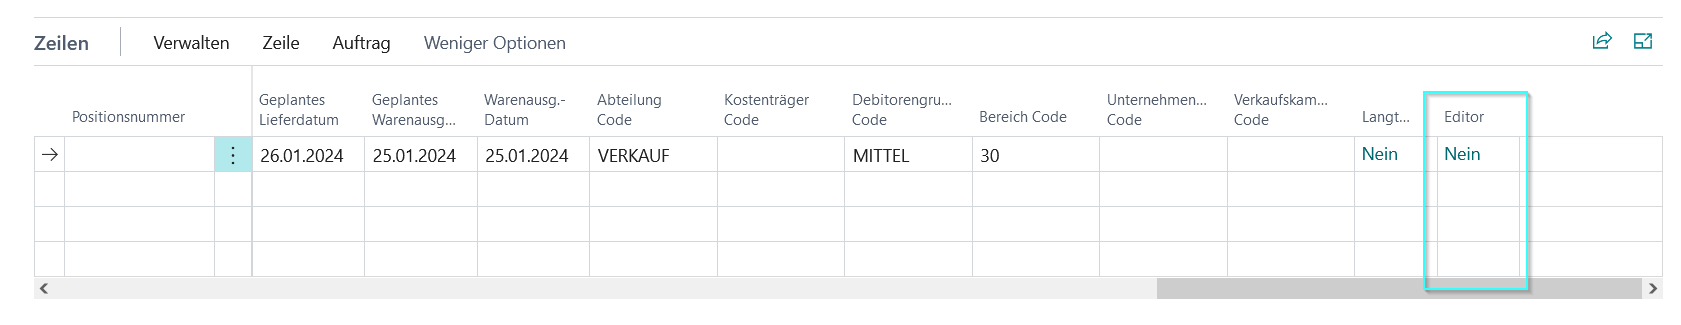 Zeilen Verwalten Zeile Auftrag Weniger Optionen
Positionsnummer Geplantes Lieferdatum Geplantes Warenausg... Warenausg.-Datum Abteilung Code Kostenträger Code Debitorengru... Code Bereich Code Unternehmen... Code Verkaufskam... Code Langt... Editor
26.01.2024 25.01.2024 25.01.2024 VERKAUF MITTEL 30 Nein Nein